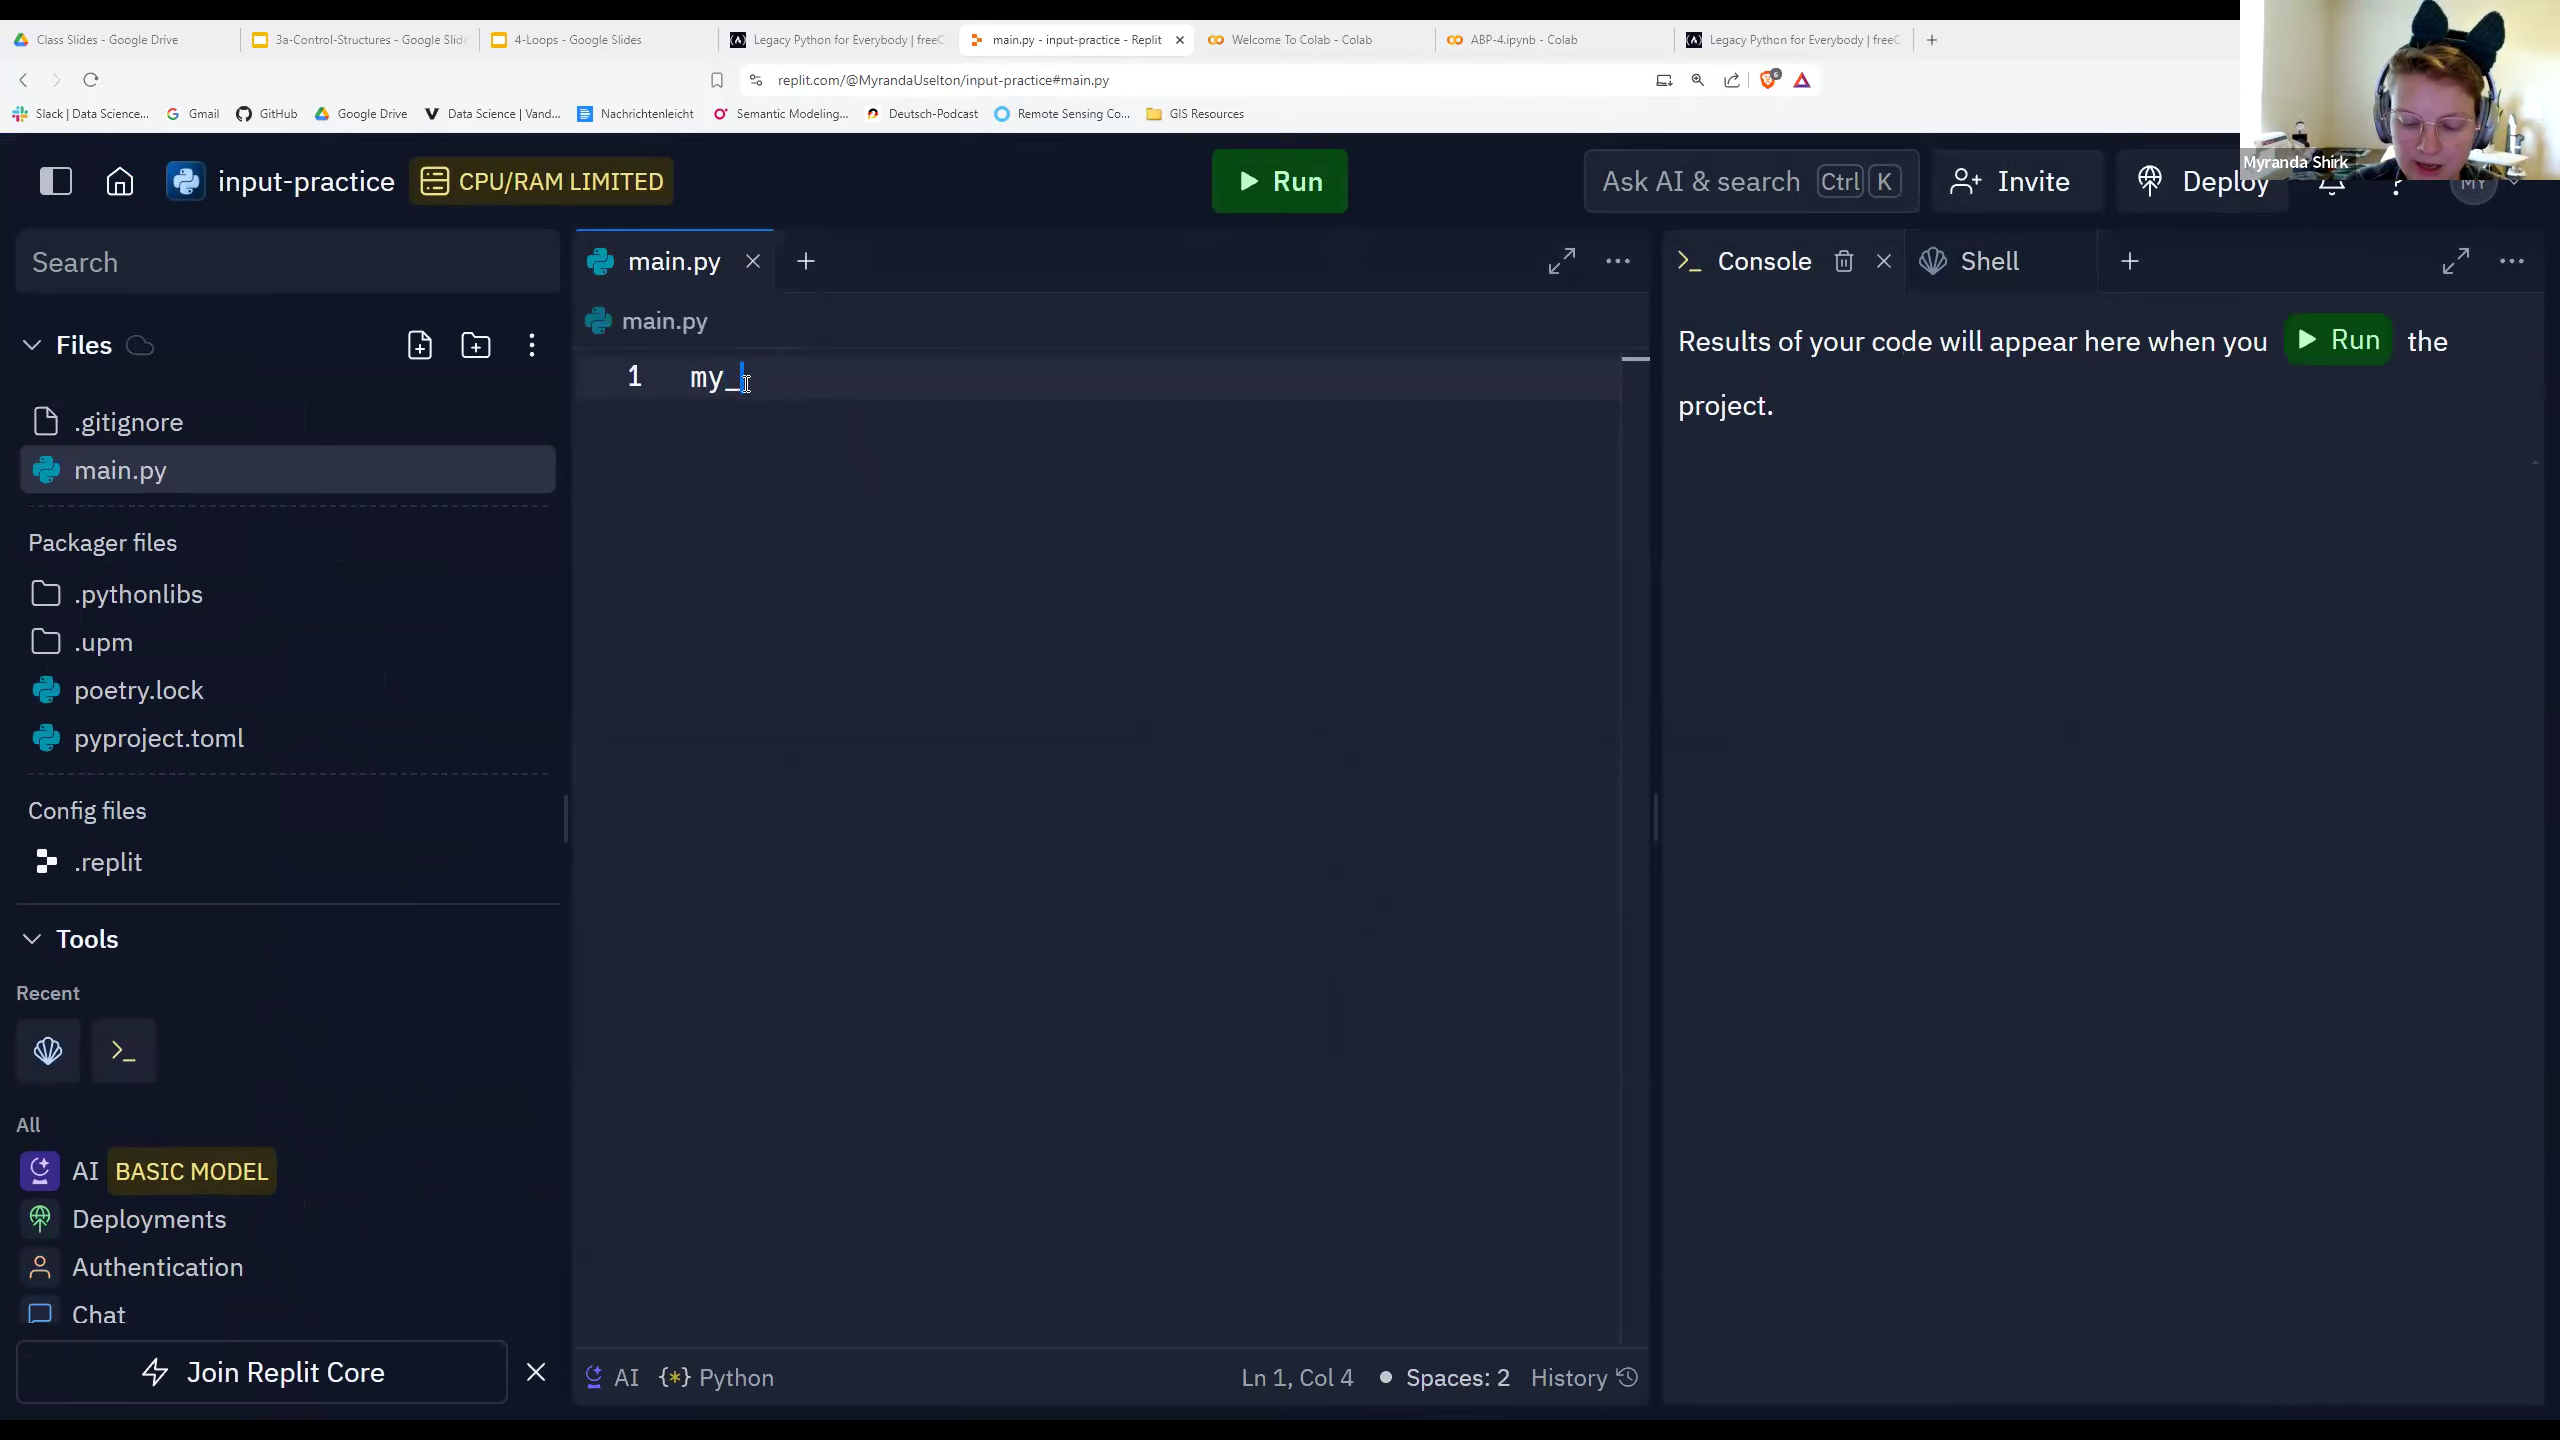 Class Slides - Google Drive
3a-Control-Structures - Google Slide
4-Loops - Google Slides
Legacy Python for Everybody | freeC
main.py - input-practice - Replit
Welcome To Colab - Colab
ABP-4.ipynb - Colab
Legacy Python for Everybody | freeC
replit.com/@MyrandaUselton/input-practice#main.py
6
Slack | Data Science...
Gmail
GitHub
Google Drive
Data Science | Vand...
Nachrichtenleicht
Semantic Modeling...
Deutsch-Podcast
Remote Sensing Co...
GIS Resources
Myranda Shirk
input-practice
CPU/RAM LIMITED
Run
Ask AI & search
Ctrl
K
Invite
Deploy
MY
Search
main.py
Console
Shell
main.py
Files
1 my_
Results of your code will appear here when you Run the
project.
.gitignore
main.py
Packager files
.pythonlibs
.upm
poetry.lock
pyproject.toml
Config files
.replit
Tools
Recent
All
AI BASIC MODEL
Deployments
Authentication
Chat
Join Replit Core
AI
Python
Ln 1, Col 4
Spaces: 2
History